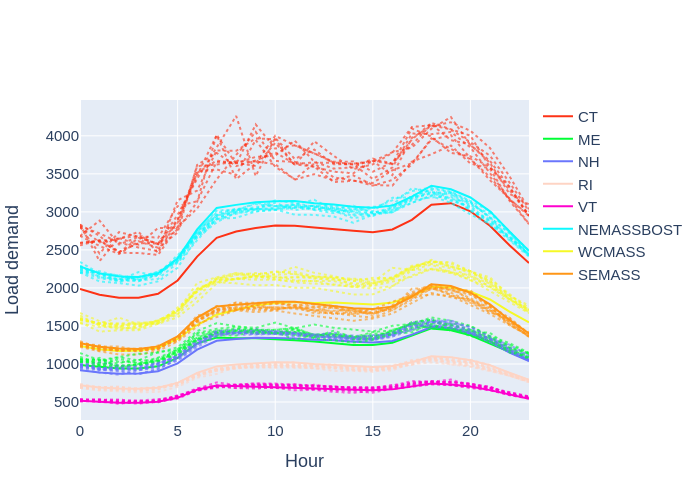 Load demand
4000
3500
3000
2500
2000
1500
1000
500
0
5
10
15
20
Hour
CT
ME
NH
RI
VT
NEMASSBOST
WCMASS
SEMASS